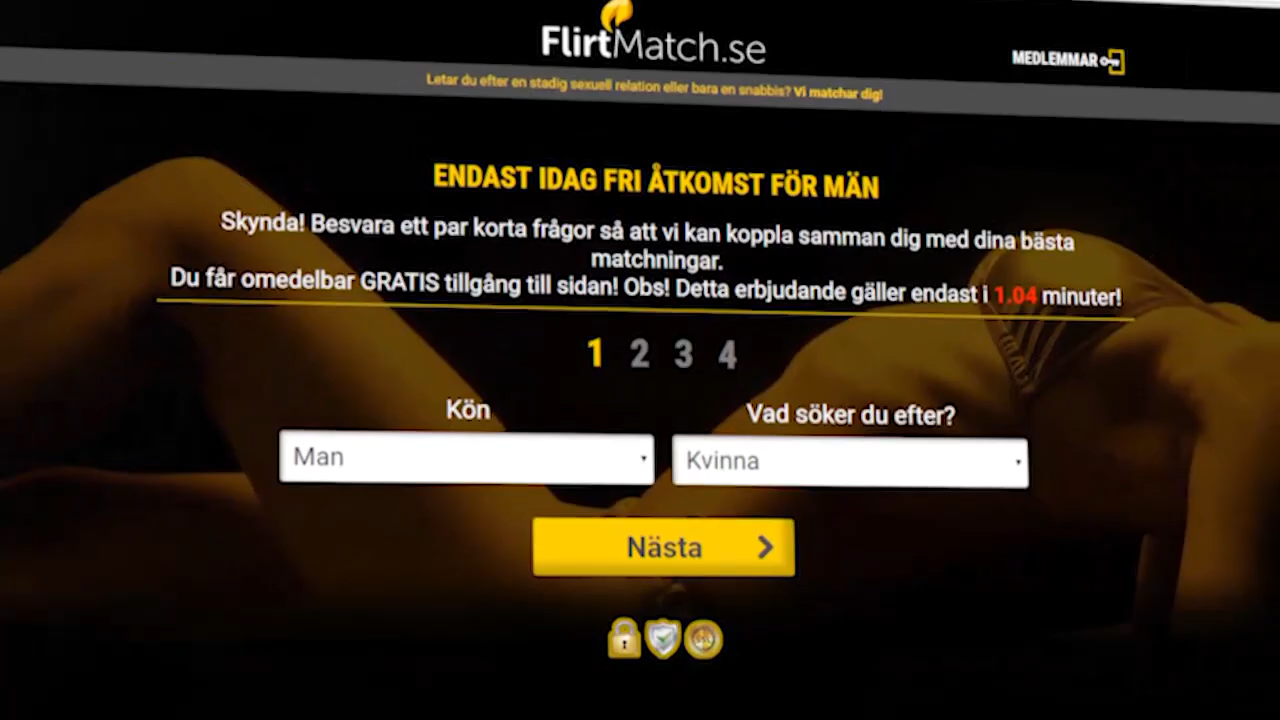 FlirtMatch.se
MEDLEMMAR
Letar du efter en stadig sexuell relation eller bara en snabbis? Vi matchar dig!
ENDAST IDAG FRI ÅTKOMST FÖR MÄN
Skynda! Besvara ett par korta frågor så att vi kan koppla samman dig med dina bästa
matchningar.
Du får omedelbar GRATIS tillgång till sidan! Obs! Detta erbjudande gäller endast i 1.04 minuter!
1 2 3 4
Kön
Vad söker du efter?
Man
Kvinna
Nästa